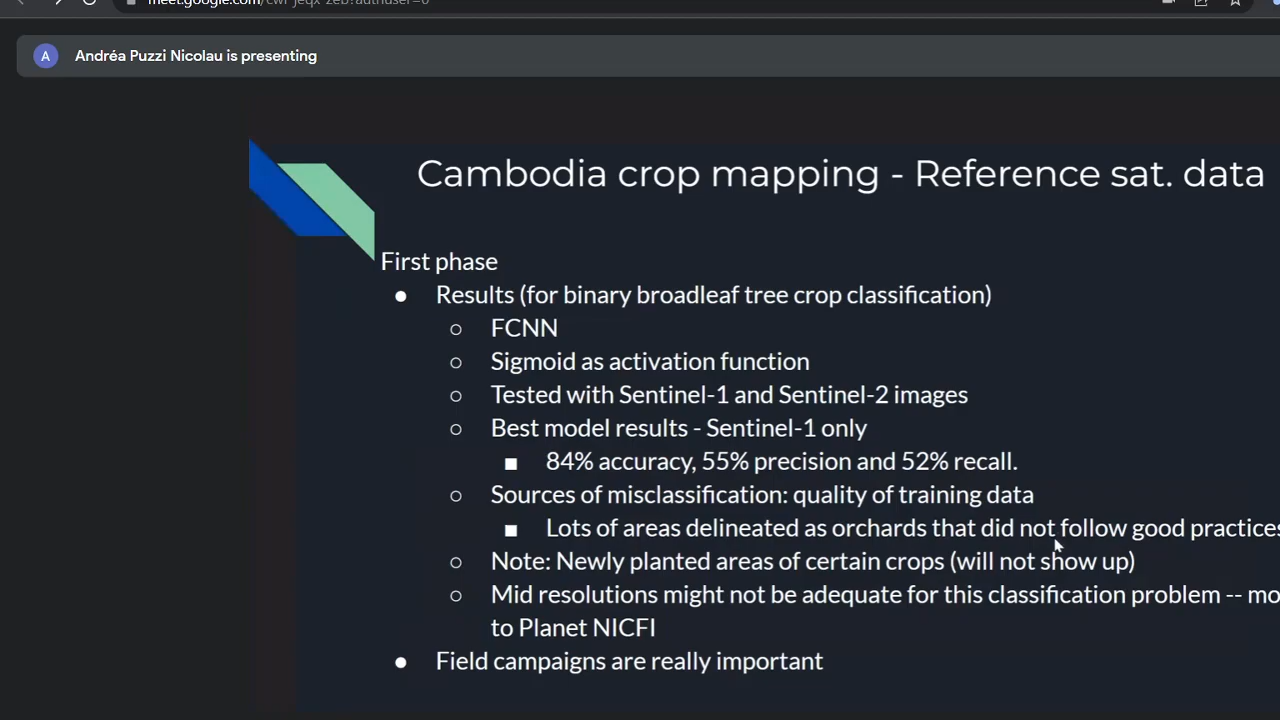 A
Andréa Puzzi Nicolau is presenting
Cambodia crop mapping - Reference sat. data
First phase
● Results (for binary broadleaf tree crop classification)
○ FCNN
○ Sigmoid as activation function
○ Tested with Sentinel-1 and Sentinel-2 images
○ Best model results - Sentinel-1 only
■ 84% accuracy, 55% precision and 52% recall.
○ Sources of misclassification: quality of training data
■ Lots of areas delineated as orchards that did not follow good practices
○ Note: Newly planted areas of certain crops (will not show up)
○ Mid resolutions might not be adequate for this classification problem -- mo
to Planet NICFI
● Field campaigns are really important